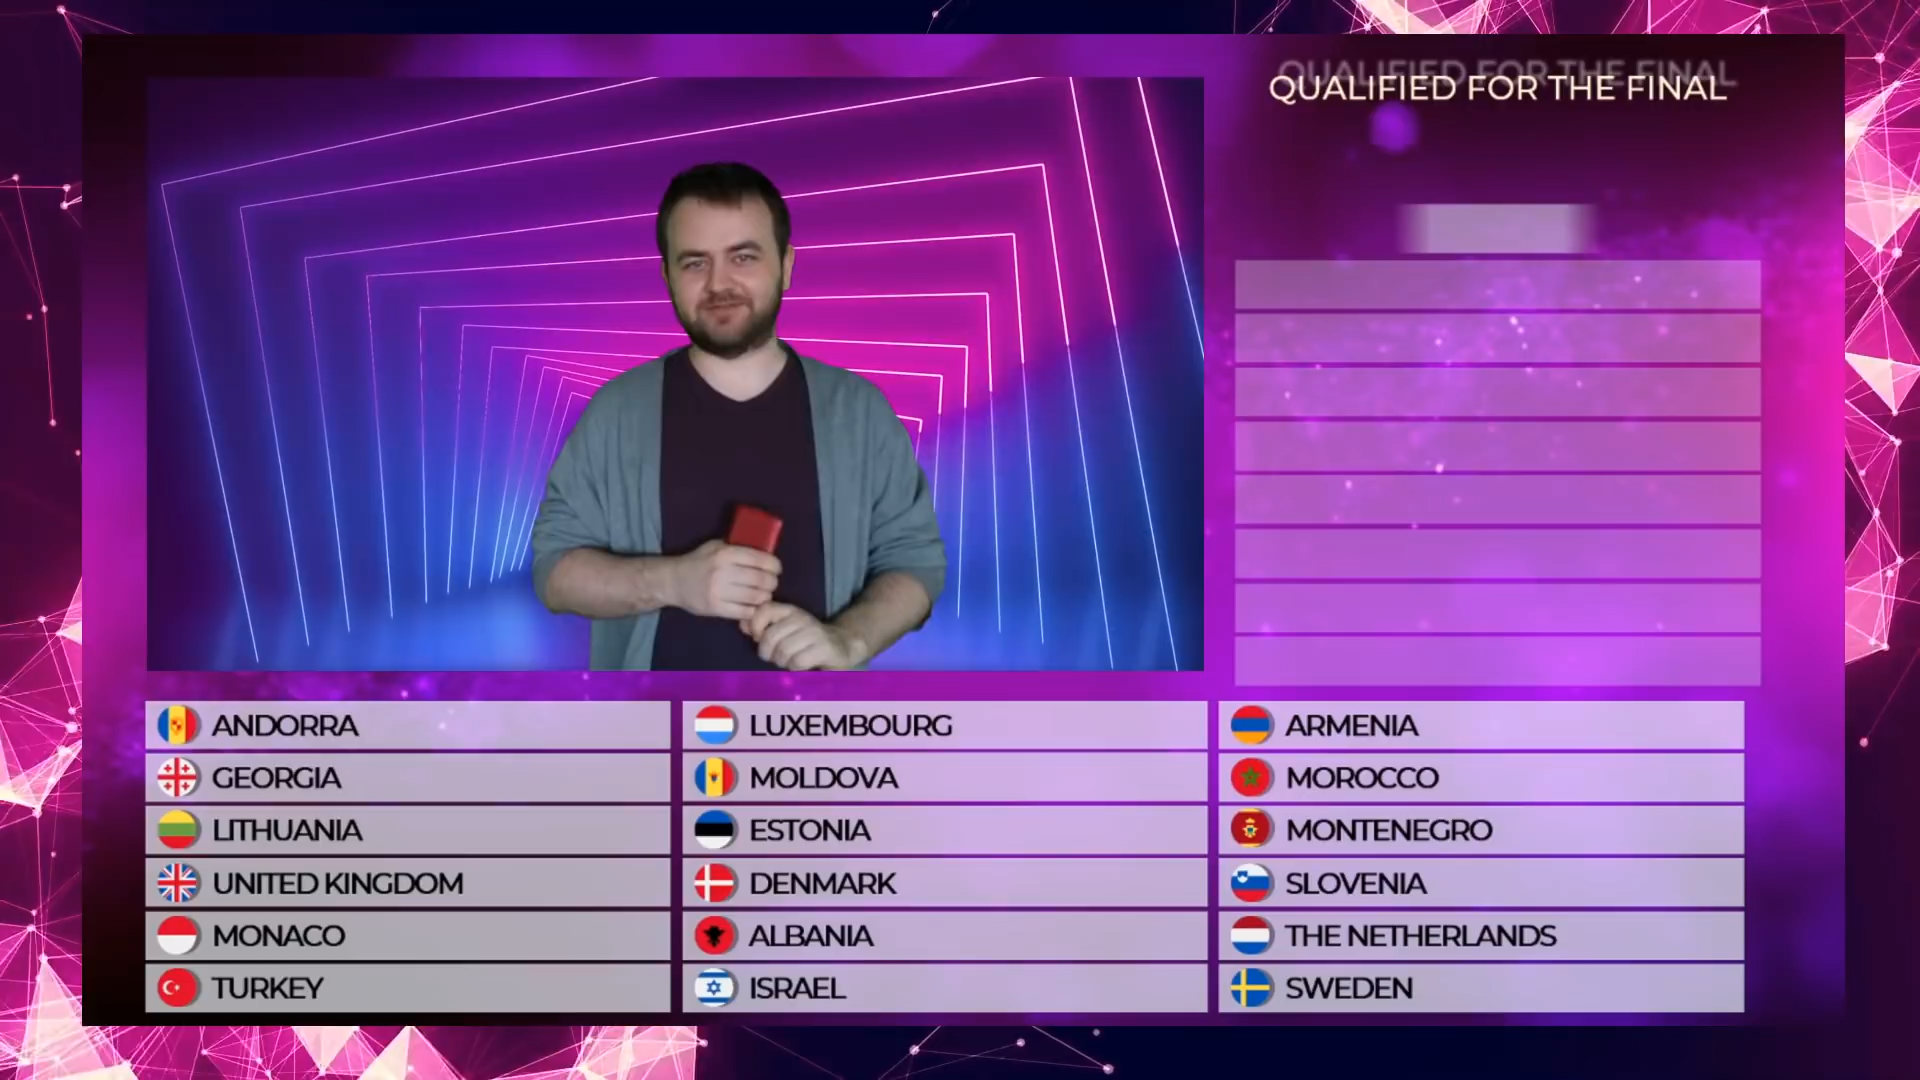 QUALIFIED FOR THE FINAL
ANDORRA
GEORGIA
LITHUANIA
UNITED KINGDOM
MONACO
TURKEY
LUXEMBOURG
MOLDOVA
ESTONIA
DENMARK
ALBANIA
ISRAEL
ARMENIA
MOROCCO
MONTENEGRO
SLOVENIA
THE NETHERLANDS
SWEDEN